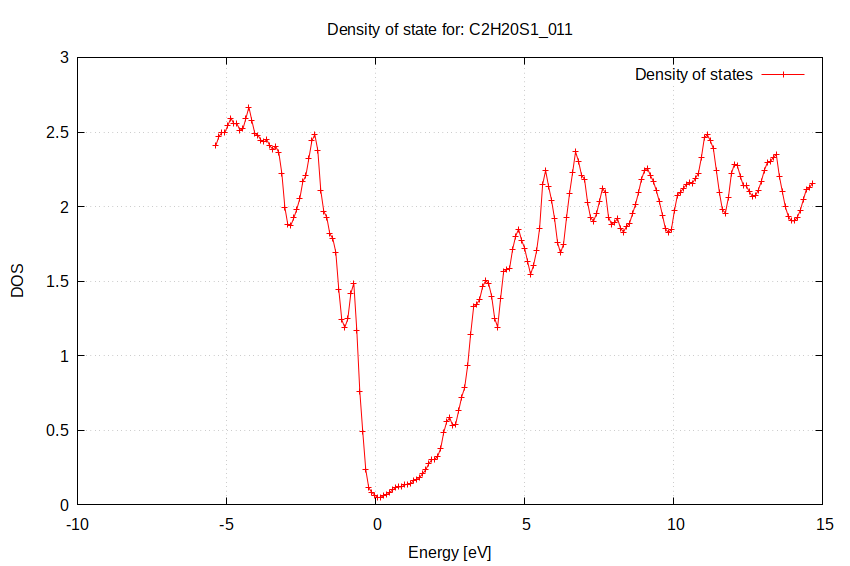 Density of state for: C2H20S1_011
Density of states
3
2.5
2
1.5
1
0.5
0
DOS
-10 -5 0 5 10 15
Energy [eV]